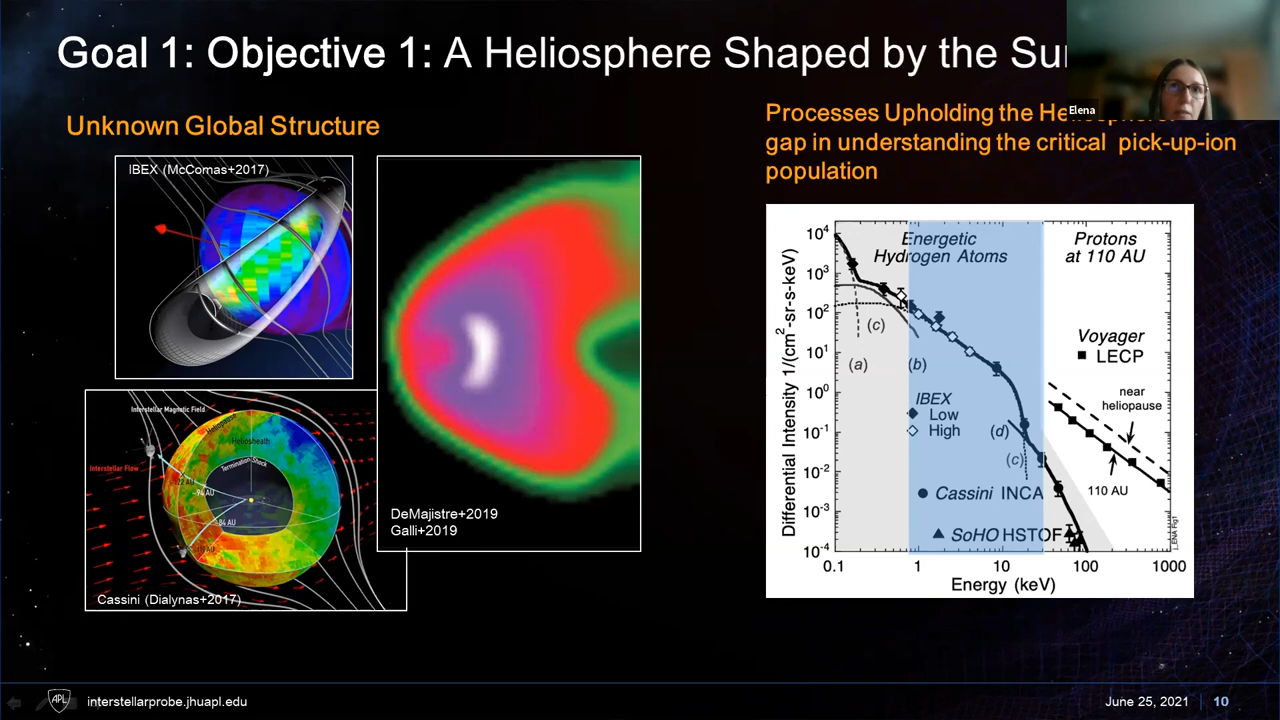 Goal 1: Objective 1: A Heliosphere Shaped by the Su
Elena
Unknown Global Structure
IBEX (McComas+2017)
Interstellar Magnetic Field
Heliopause
Heliosheath
Interstellar Flow
Termination Shock
~94 AU
~84 AU
Cassini (Dialynas+2017)
DeMajistre+2019
Galli+2019
Processes Upholding the Heliosphere:
gap in understanding the critical pick-up-ion
population
Differential Intensity 1/(cm²-sr-s-keV)
10⁴
10³
10²
10¹
10⁰
10⁻¹
10⁻²
10⁻³
10⁻⁴
Energetic
Hydrogen Atoms
Protons
at 110 AU
(c)
(a)
(b)
Voyager
LECP
near
heliopause
IBEX
Low
High
(d)
(c)
110 AU
Cassini INCA
SoHO HSTOF
0.1 1 10 100 1000
Energy (keV)
APL
interstellarprobe.jhuapl.edu
June 25, 2021 10